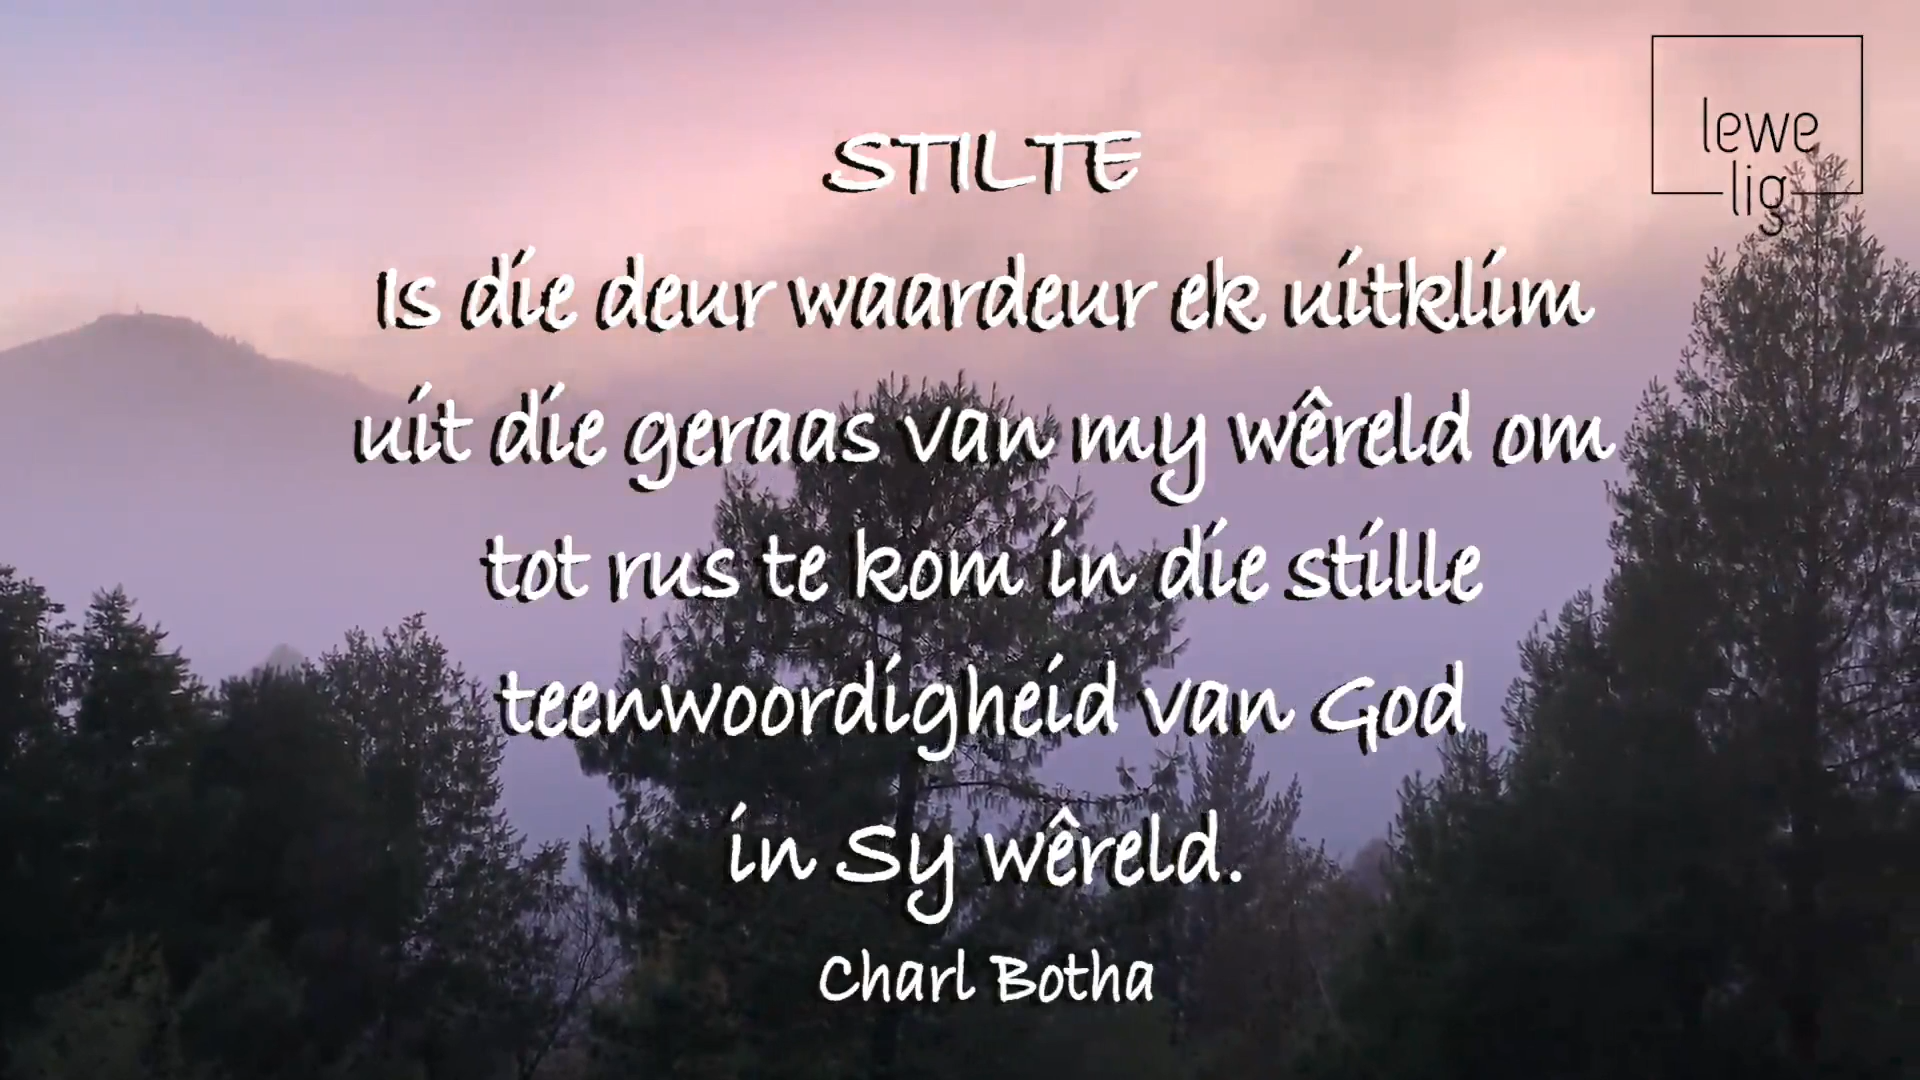 lewe
lig
STILTE
Is die deur waardeur ek uitklim
uit die geraas van my wêreld om
tot rus te kom in die stille
teenwoordigheid van God
in Sy wêreld.
Charl Botha